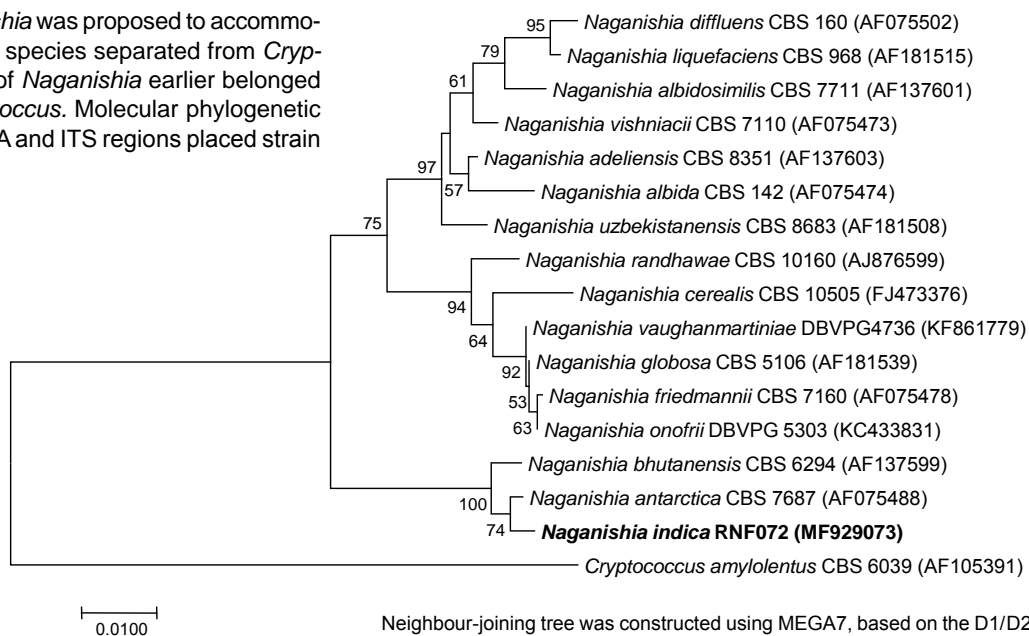 shia was proposed to accommo-
species separated from Cryp-
of Naganishia earlier belonged
occus. Molecular phylogenetic
A and ITS regions placed strain
95
Naganishia diffluens CBS 160 (AF075502)
79
Naganishia liquefaciens CBS 968 (AF181515)
61
Naganishia albidosimilis CBS 7711 (AF137601)
Naganishia vishniacii CBS 7110 (AF075473)
97
Naganishia adeliensis CBS 8351 (AF137603)
57
Naganishia albida CBS 142 (AF075474)
75
Naganishia uzbekistanensis CBS 8683 (AF181508)
Naganishia randhawae CBS 10160 (AJ876599)
94
Naganishia cerealis CBS 10505 (FJ473376)
64
Naganishia vaughanmartiniae DBVPG4736 (KF861779)
92
Naganishia globosa CBS 5106 (AF181539)
53
Naganishia friedmannii CBS 7160 (AF075478)
63
Naganishia onofrii DBVPG 5303 (KC433831)
Naganishia bhutanensis CBS 6294 (AF137599)
100
Naganishia antarctica CBS 7687 (AF075488)
74
Naganishia indica RNF072 (MF929073)
Cryptococcus amylolentus CBS 6039 (AF105391)
0.0100
Neighbour-joining tree was constructed using MEGA7, based on the D1/D2